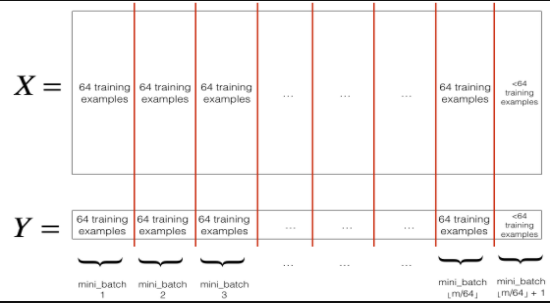 X =
64 training examples
64 training examples
64 training examples
...
...
...
64 training examples
<64 training examples
Y =
64 training examples
64 training examples
64 training examples
...
...
...
64 training examples
<64 training examples
mini_batch 1
mini_batch 2
mini_batch 3
...
...
...
mini_batch ⌊m/64⌋
mini_batch ⌊m/64⌋ + 1